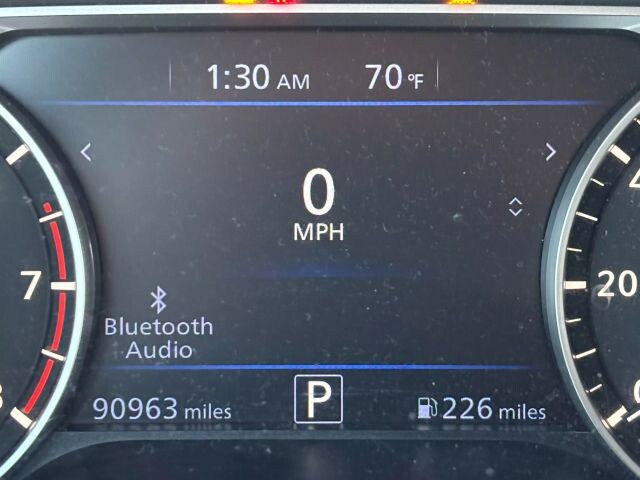 1:30 AM 70 °F
0
MPH
7
20
Bluetooth
Audio
90963 miles P 226 miles